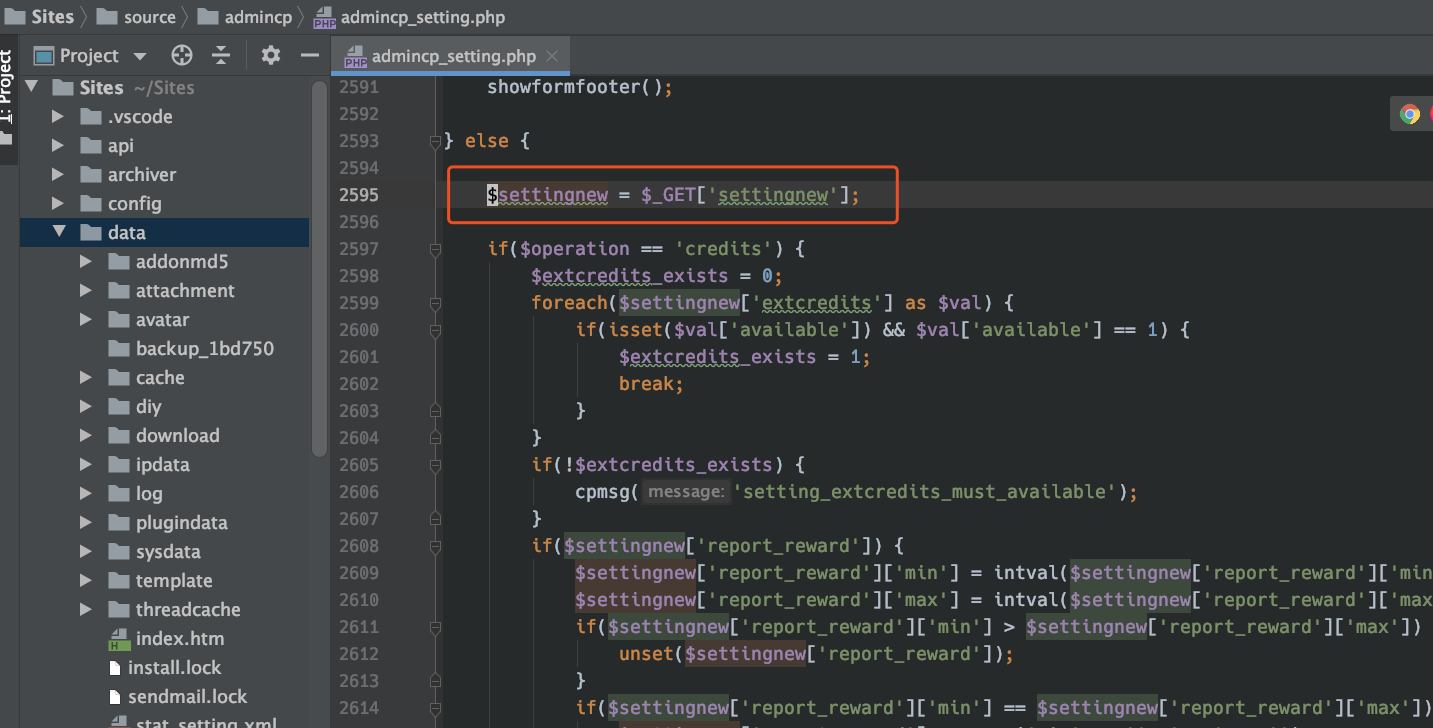 Sites source admincp admincp_setting.php
1: Project
Project
admincp_setting.php
Sites ~/Sites
.vscode
api
archiver
config
data
addonmd5
attachment
avatar
backup_1bd750
cache
diy
download
ipdata
log
plugindata
sysdata
template
threadcache
index.htm
install.lock
sendmail.lock
stat_setting.xml
2591 showformfooter();
2592
2593 } else {
2594
2595 $settingnew = $_GET['settingnew'];
2596
2597 if($operation == 'credits') {
2598 $extcredits_exists = 0;
2599 foreach($settingnew['extcredits'] as $val) {
2600 if(isset($val['available']) && $val['available'] == 1) {
2601 $extcredits_exists = 1;
2602 break;
2603 }
2604 }
2605 if(!$extcredits_exists) {
2606 cpmsg( message: 'setting_extcredits_must_available');
2607 }
2608 if($settingnew['report_reward']) {
2609 $settingnew['report_reward']['min'] = intval($settingnew['report_reward']['min
2610 $settingnew['report_reward']['max'] = intval($settingnew['report_reward']['max
2611 if($settingnew['report_reward']['min'] > $settingnew['report_reward']['max'])
2612 unset($settingnew['report_reward']);
2613 }
2614 if($settingnew['report_reward']['min'] == $settingnew['report_reward']['max'])